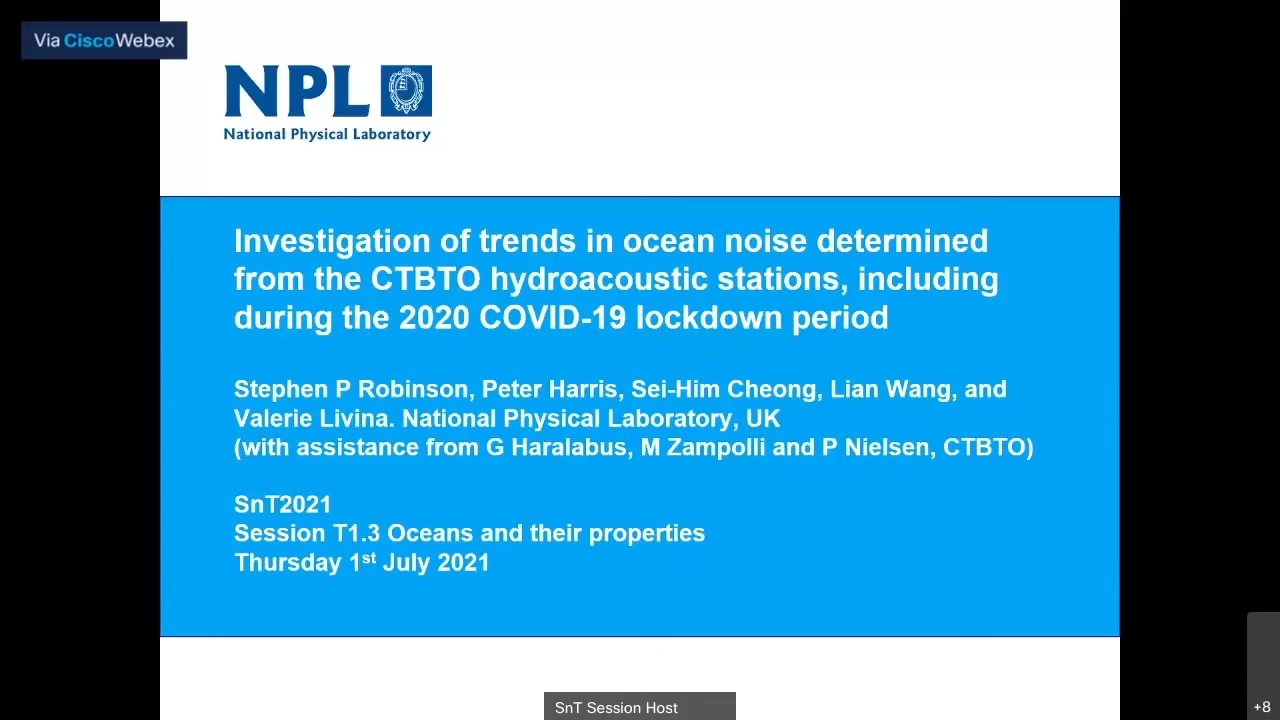 Via CiscoWebex
NPL
National Physical Laboratory
Investigation of trends in ocean noise determined
from the CTBTO hydroacoustic stations, including
during the 2020 COVID-19 lockdown period
Stephen P Robinson, Peter Harris, Sei-Him Cheong, Lian Wang, and
Valerie Livina. National Physical Laboratory, UK
(with assistance from G Haralabus, M Zampolli and P Nielsen, CTBTO)
SnT2021
Session T1.3 Oceans and their properties
Thursday 1st July 2021
SnT Session Host
+8